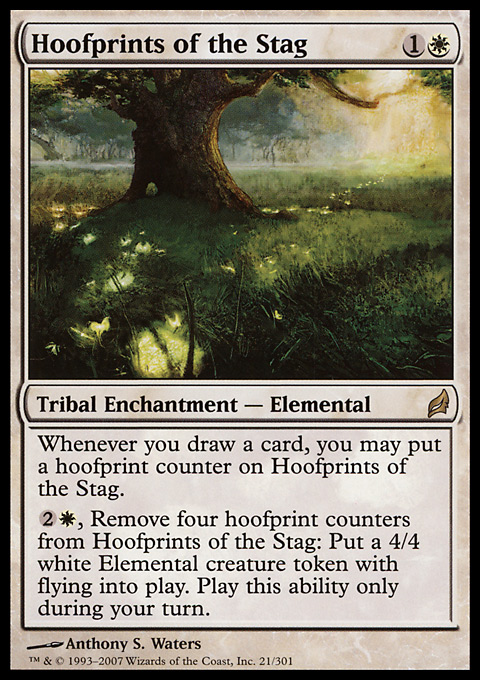 Hoofprints of the Stag 1
Tribal Enchantment — Elemental
Whenever you draw a card, you may put
a hoofprint counter on Hoofprints of
the Stag.
2, Remove four hoofprint counters
from Hoofprints of the Stag: Put a 4/4
white Elemental creature token with
flying into play. Play this ability only
during your turn.
Anthony S. Waters
™ & © 1993–2007 Wizards of the Coast, Inc. 21/301